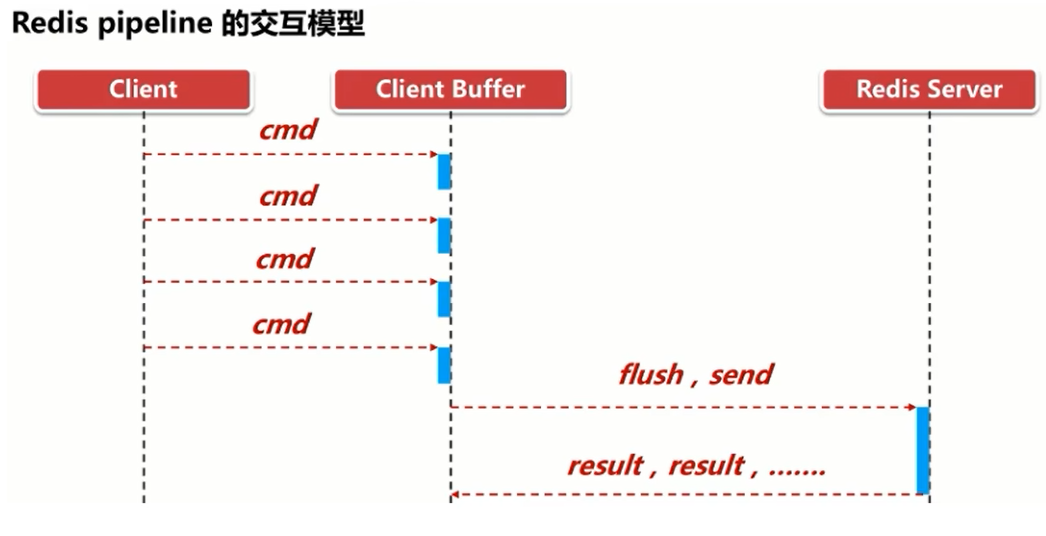 Redis pipeline 的交互模型
Client
Client Buffer
Redis Server
cmd
cmd
cmd
cmd
flush，send
result，result，.......